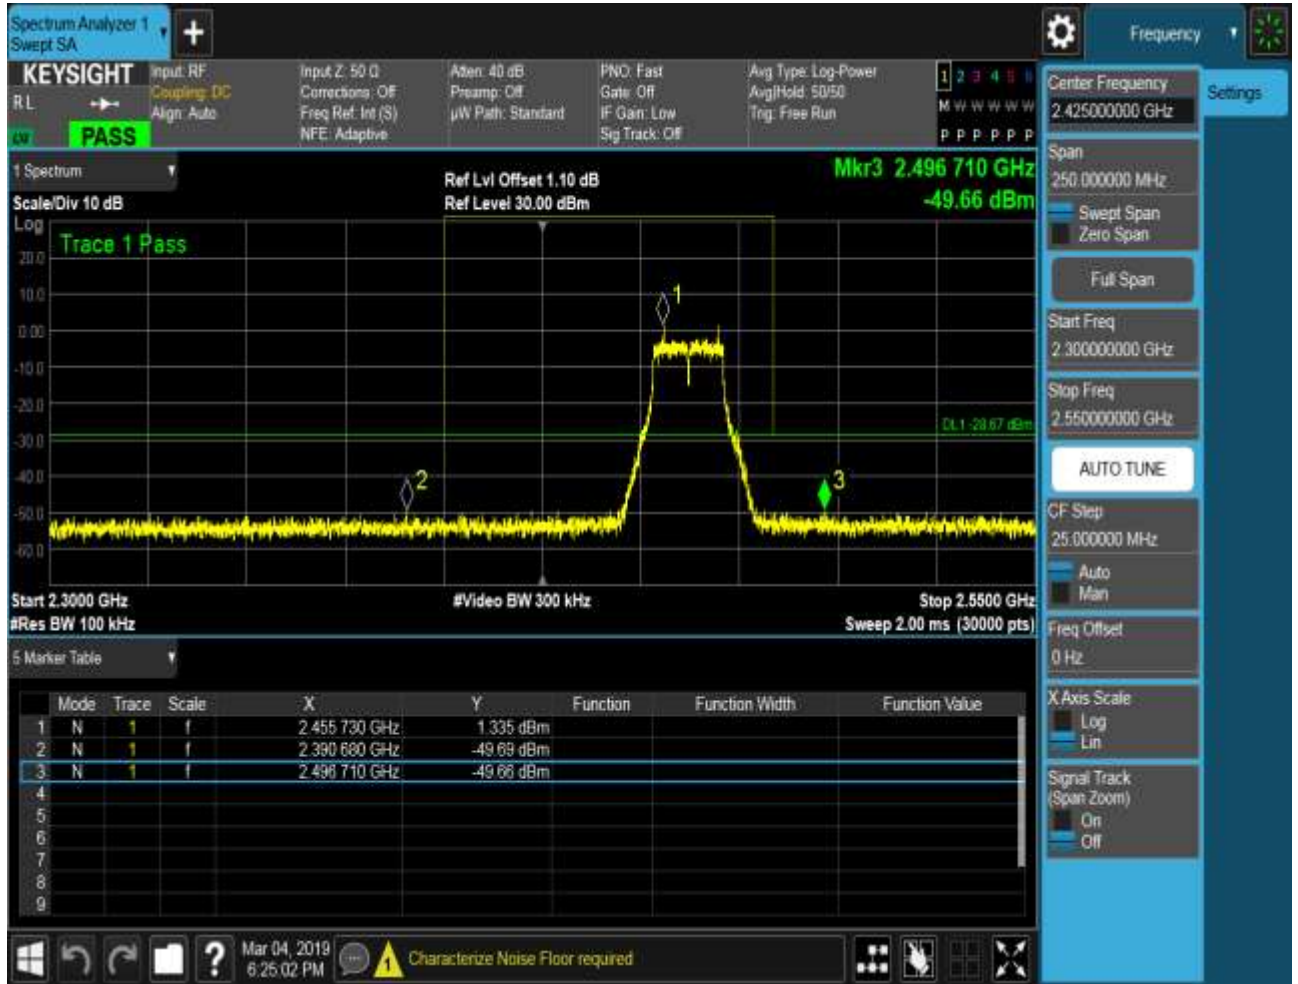 Spectrum Analyzer 1
Swept SA
+
Frequency
KEYSIGHT
RL
PASS
Input: RF
Coupling: DC
Align: Auto
Input Z: 50 Ω
Corrections: Off
Freq Ref: Int (S)
NFE: Adaptive
Atten: 40 dB
Preamp: Off
µW Path: Standard
PNO: Fast
Gate: Off
IF Gain: Low
Sig Track: Off
Avg Type: Log-Power
Avg|Hold: 50/50
Trig: Free Run
1 2 3 4 5 6
M W W W W W
P P P P P P
1 Spectrum
Scale/Div 10 dB
Log
Ref Lvl Offset 1.10 dB
Ref Level 30.00 dBm
Mkr3 2.496 710 GHz
-49.66 dBm
Trace 1 Pass
20.0
10.0
0.00
-10.0
-20.0
-30.0
-40.0
-50.0
-60.0
1
2
3
DL1 -28.67 dBm
Start 2.3000 GHz
#Res BW 100 kHz
#Video BW 300 kHz
Stop 2.5500 GHz
Sweep 2.00 ms (30000 pts)
5 Marker Table
Mode Trace Scale X Y Function Function Width Function Value
1 N 1 f 2.455 730 GHz 1.335 dBm
2 N 1 f 2.390 680 GHz -49.69 dBm
3 N 1 f 2.496 710 GHz -49.66 dBm
4
5
6
7
8
9
Mar 04, 2019
6:25:02 PM
?
1
Characterize Noise Floor required
Center Frequency
2.425000000 GHz
Settings
Span
250.000000 MHz
Swept Span
Zero Span
Full Span
Start Freq
2.300000000 GHz
Stop Freq
2.550000000 GHz
AUTO TUNE
CF Step
25.000000 MHz
Auto
Man
Freq Offset
0 Hz
X Axis Scale
Log
Lin
Signal Track
(Span Zoom)
On
Off